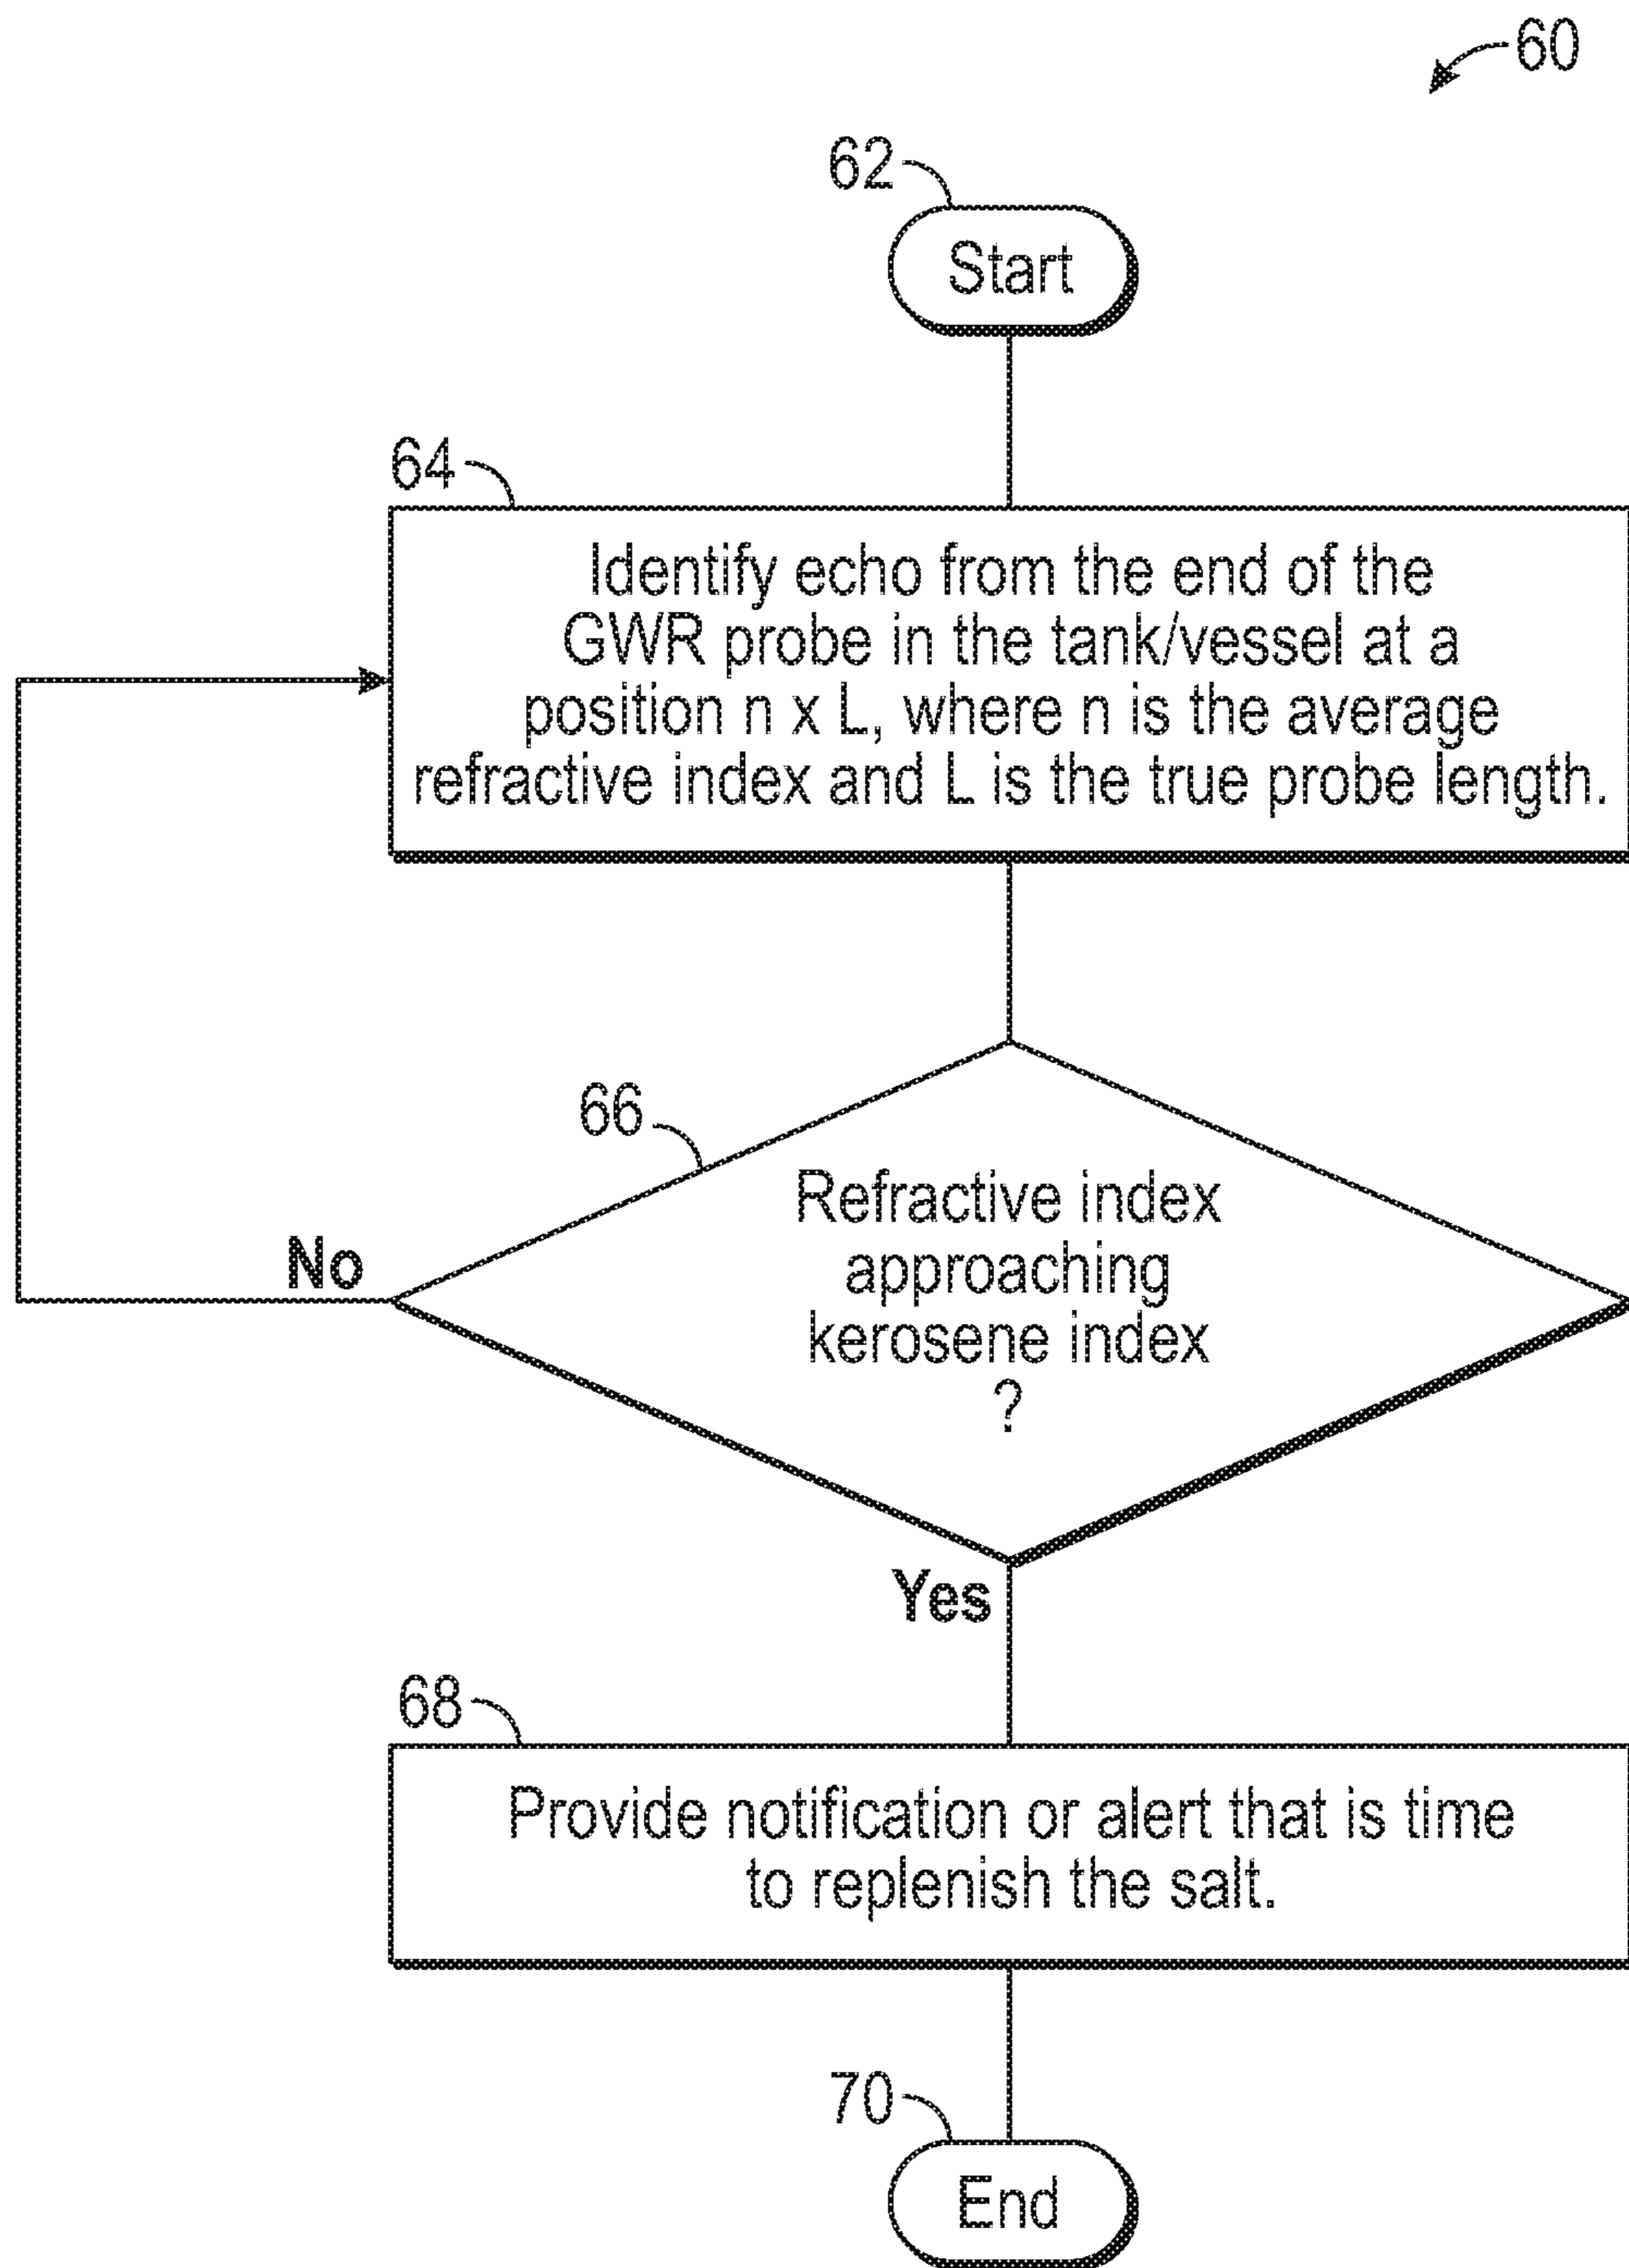 60
62
Start
64
Identify echo from the end of the
GWR probe in the tank/vessel at a
position n x L, where n is the average
refractive index and L is the true probe length.
66
Refractive index
approaching
kerosene index
?
No
Yes
68
Provide notification or alert that is time
to replenish the salt.
70
End